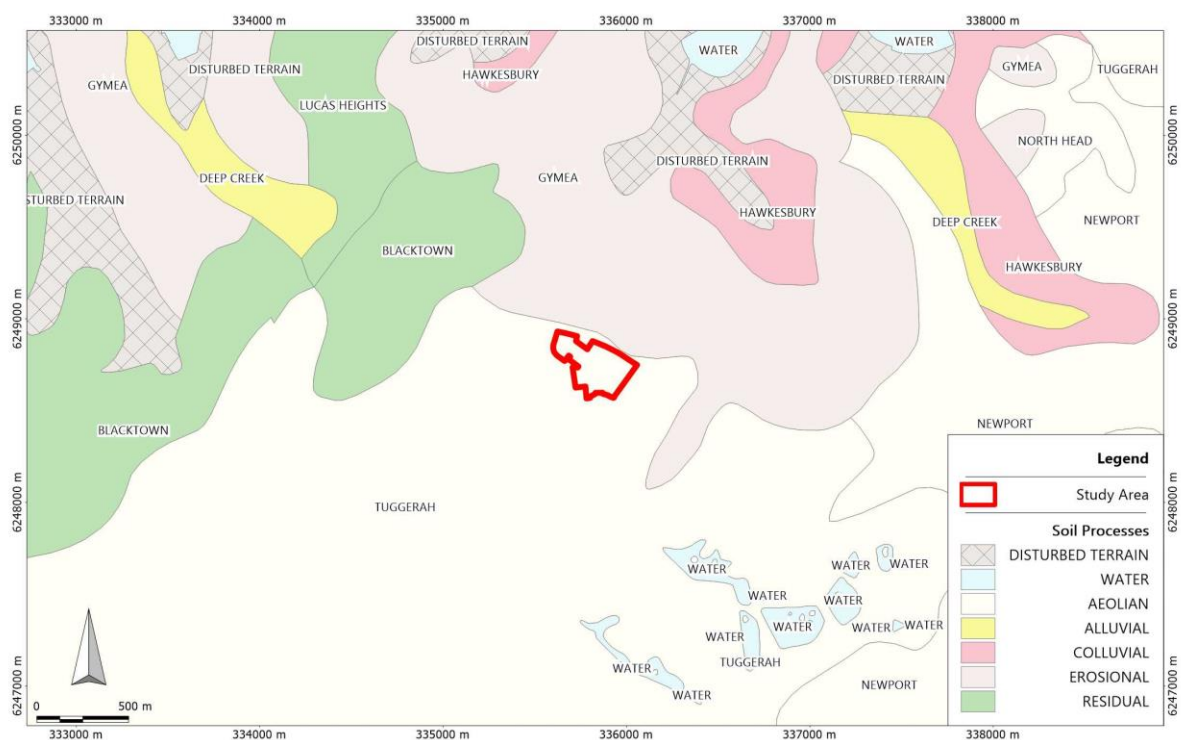 333000 m
334000 m
335000 m
336000 m
337000 m
338000 m
DISTURBED TERRAIN
WATER
WATER
GYMEA
DISTURBED TERRAIN
HAWKESBURY
DISTURBED TERRAIN
GYMEA
TUGGERAH
LUCAS HEIGHTS
6250000 m
6250000 m
NORTH HEAD
DISTURBED TERRAIN
DEEP CREEK
GYMEA
STURBED TERRAIN
HAWKESBURY
DEEP CREEK
NEWPORT
BLACKTOWN
HAWKESBURY
6249000 m
6249000 m
BLACKTOWN
NEWPORT
TUGGERAH
6248000 m
6248000 m
WATER
WATER
WATER
WATER
WATER
WATER
WATER
WATER
WATER
WATER
TUGGERAH
WATER
WATER
NEWPORT
6247000 m
6247000 m
Legend
Study Area
Soil Processes
DISTURBED TERRAIN
WATER
AEOLIAN
ALLUVIAL
COLLUVIAL
EROSIONAL
RESIDUAL
0 500 m
333000 m
334000 m
335000 m
336000 m
337000 m
338000 m